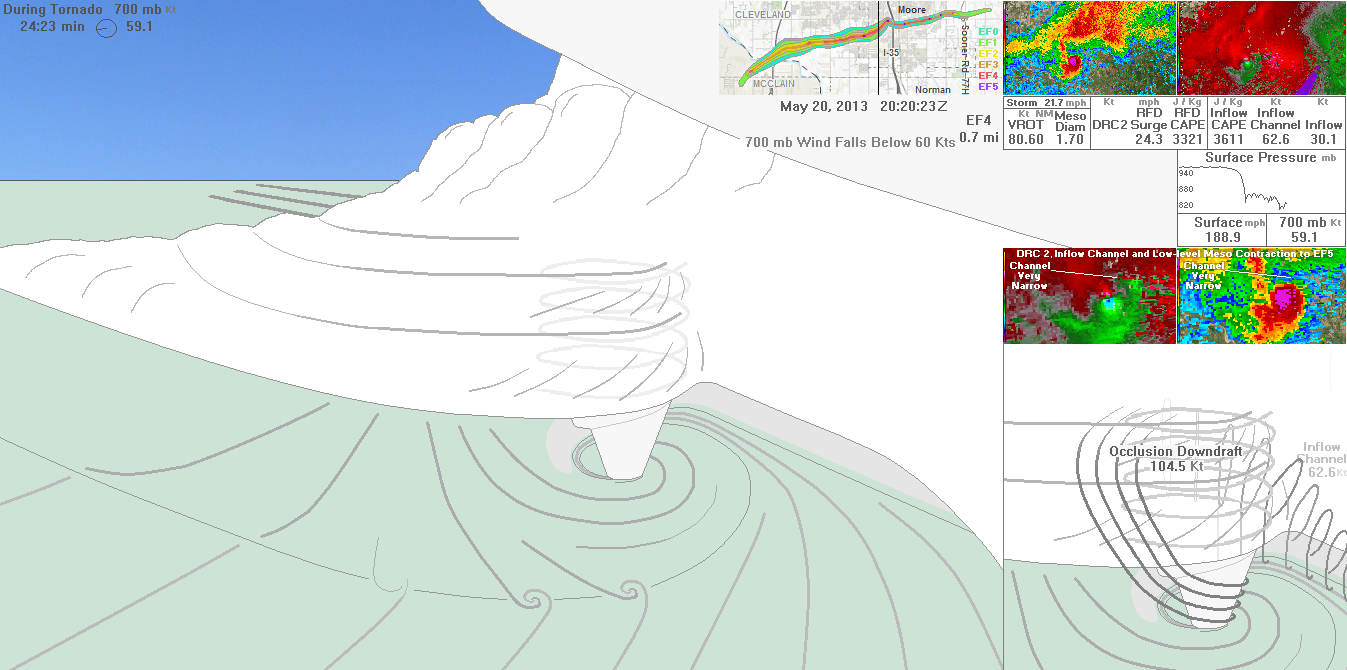 During Tornado 700 mb Kt
24:23 min 59.1
CLEVELAND
Moore
I-35
Sooner Rd
77H
MCCLAIN
Norman
EF0
EF1
EF2
EF3
EF4
EF5
May 20, 2013 20:20:23Z
EF4
0.7 mi
700 mb Wind Falls Below 60 Kts
Storm 21.7 mph
Kt NM
VROT Meso Diam
80.60 1.70
Kt mph J / Kg
DRC2 RFD Surge RFD CAPE
24.3 3321
J / Kg Kt Kt
Inflow CAPE Inflow Channel Inflow
3611 62.6 30.1
Surface Pressure mb
940
880
820
Surface mph 700 mb Kt
188.9 59.1
DRC 2, Inflow Channel and Low-level Meso Contraction to EF5
Channel
Very
Narrow
Channel
Very
Narrow
Occlusion Downdraft
104.5 Kt
Inflow
Channel
62.6 Kt